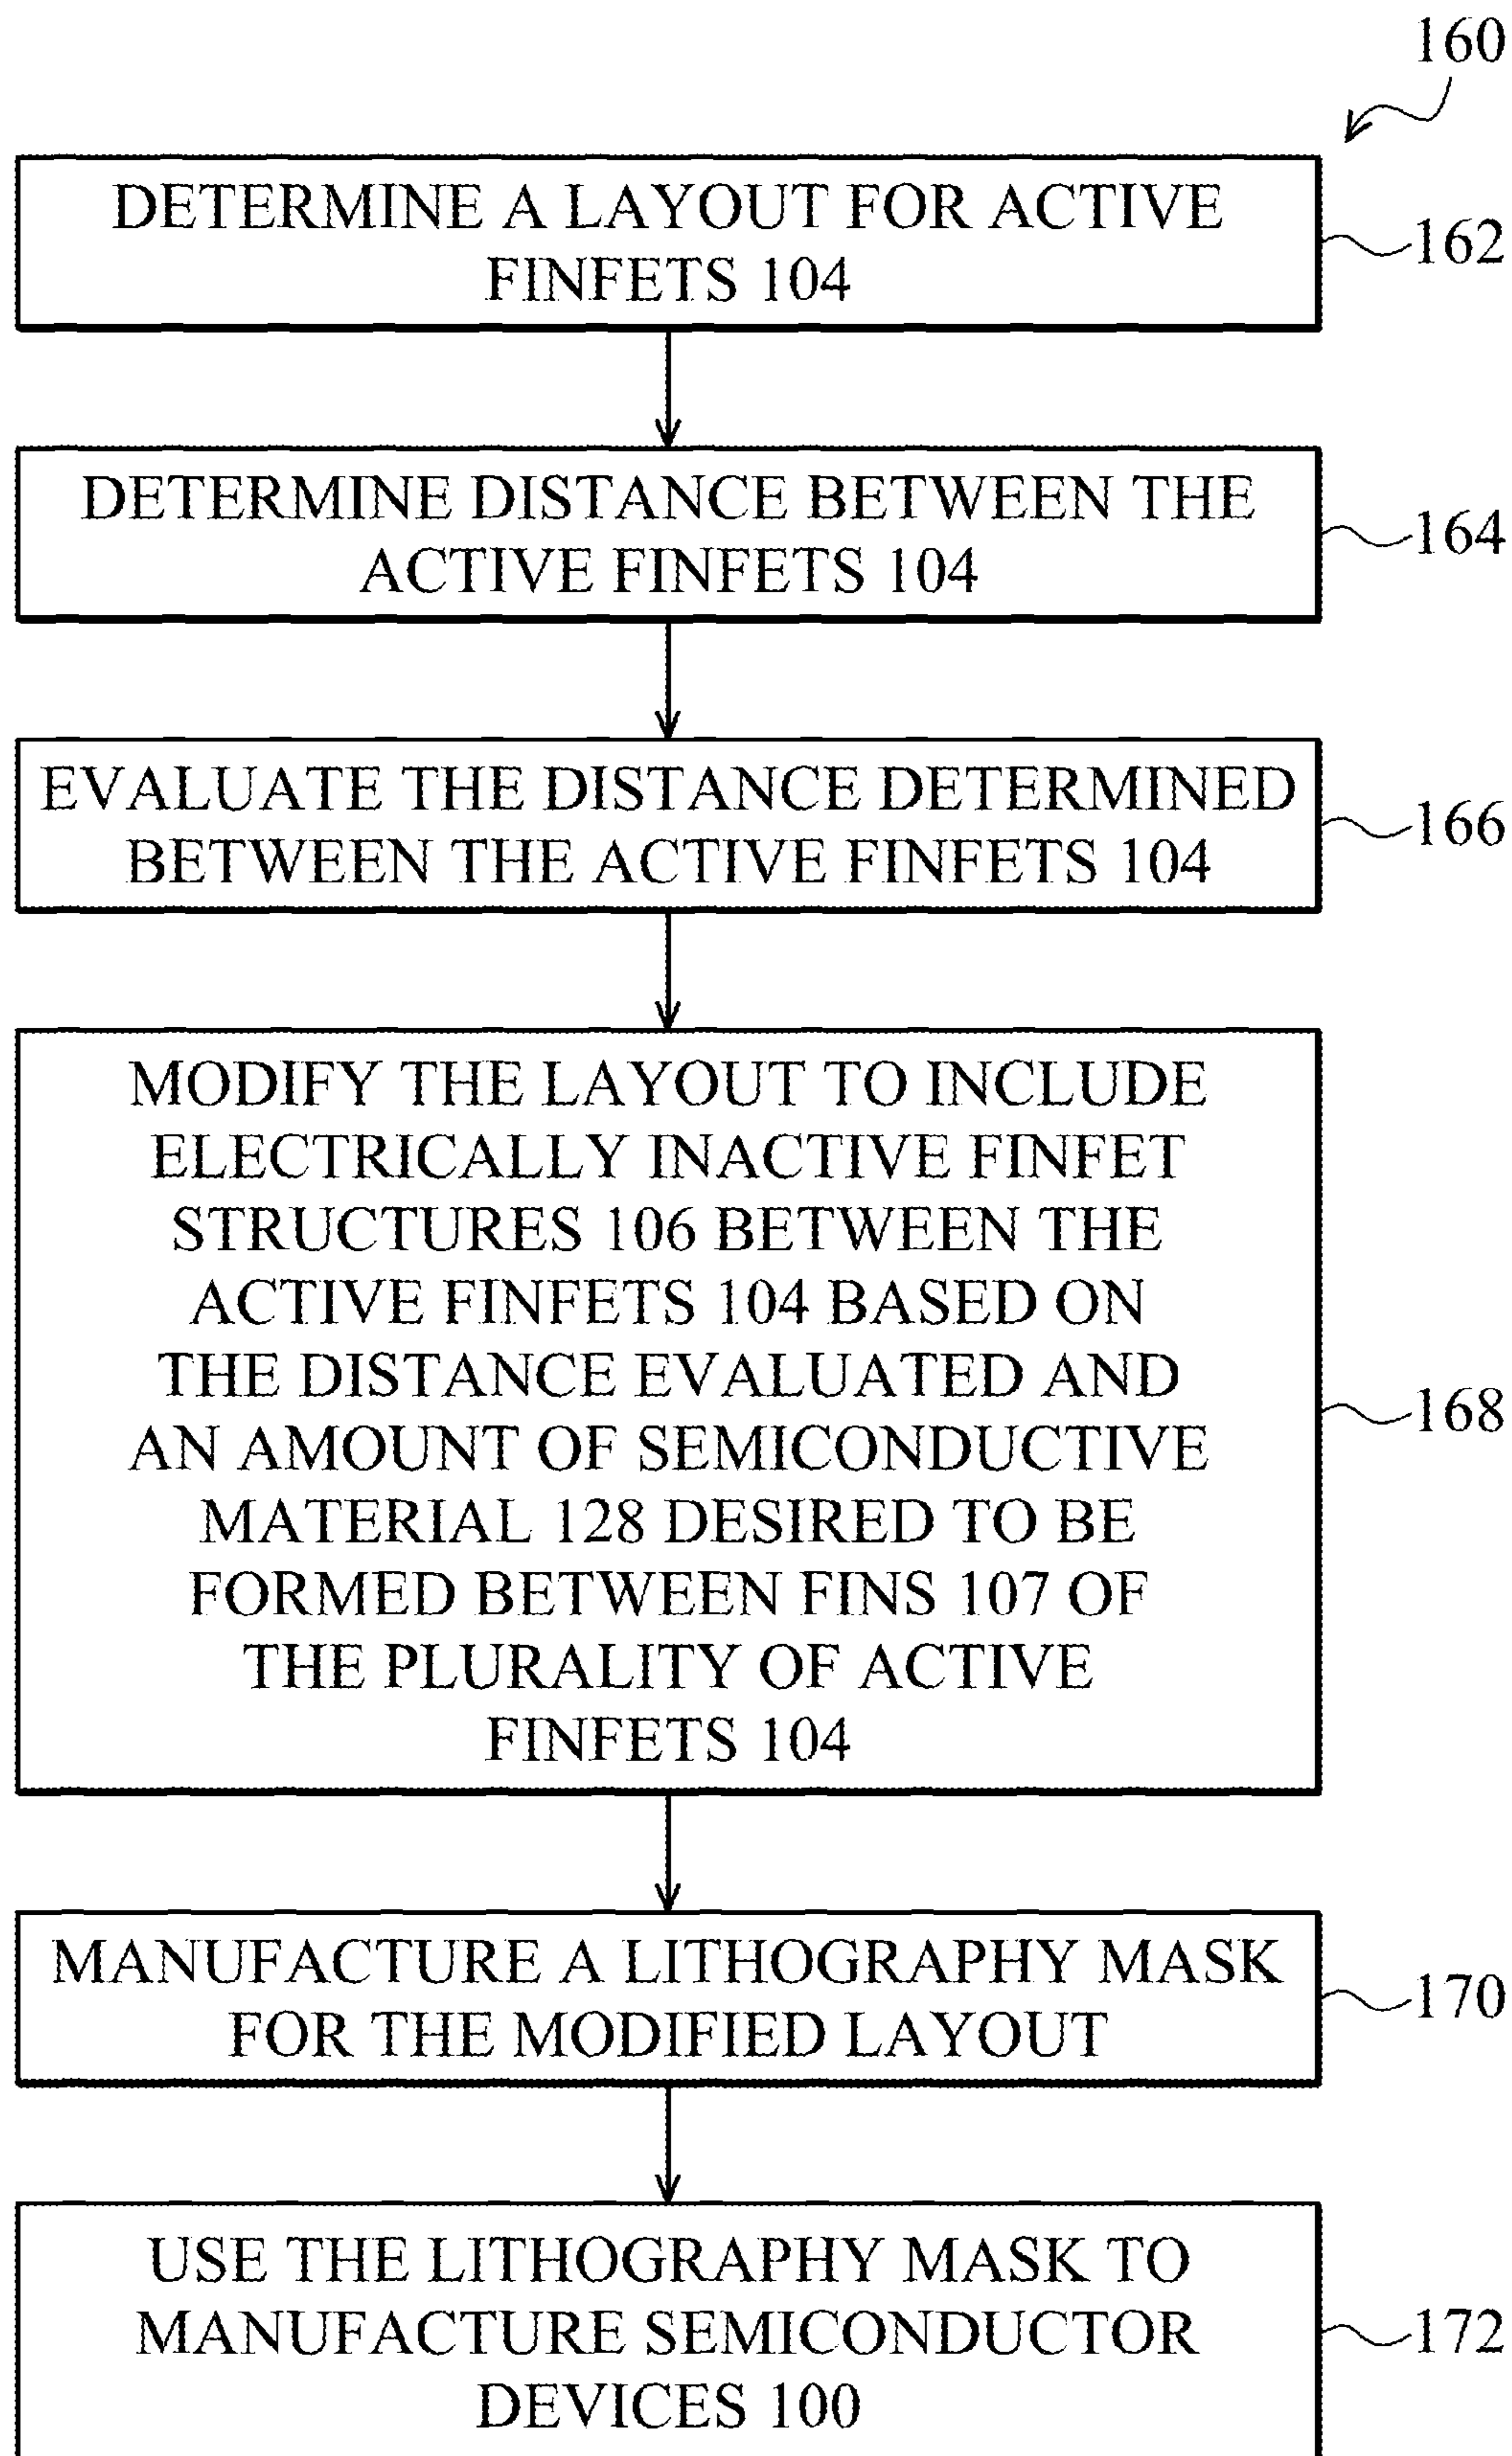 160
DETERMINE A LAYOUT FOR ACTIVE
FINFETS 104
162
DETERMINE DISTANCE BETWEEN THE
ACTIVE FINFETS 104
164
EVALUATE THE DISTANCE DETERMINED
BETWEEN THE ACTIVE FINFETS 104
166
MODIFY THE LAYOUT TO INCLUDE
ELECTRICALLY INACTIVE FINFET
STRUCTURES 106 BETWEEN THE
ACTIVE FINFETS 104 BASED ON
THE DISTANCE EVALUATED AND
AN AMOUNT OF SEMICONDUCTIVE
MATERIAL 128 DESIRED TO BE
FORMED BETWEEN FINS 107 OF
THE PLURALITY OF ACTIVE
FINFETS 104
168
MANUFACTURE A LITHOGRAPHY MASK
FOR THE MODIFIED LAYOUT
170
USE THE LITHOGRAPHY MASK TO
MANUFACTURE SEMICONDUCTOR
DEVICES 100
172